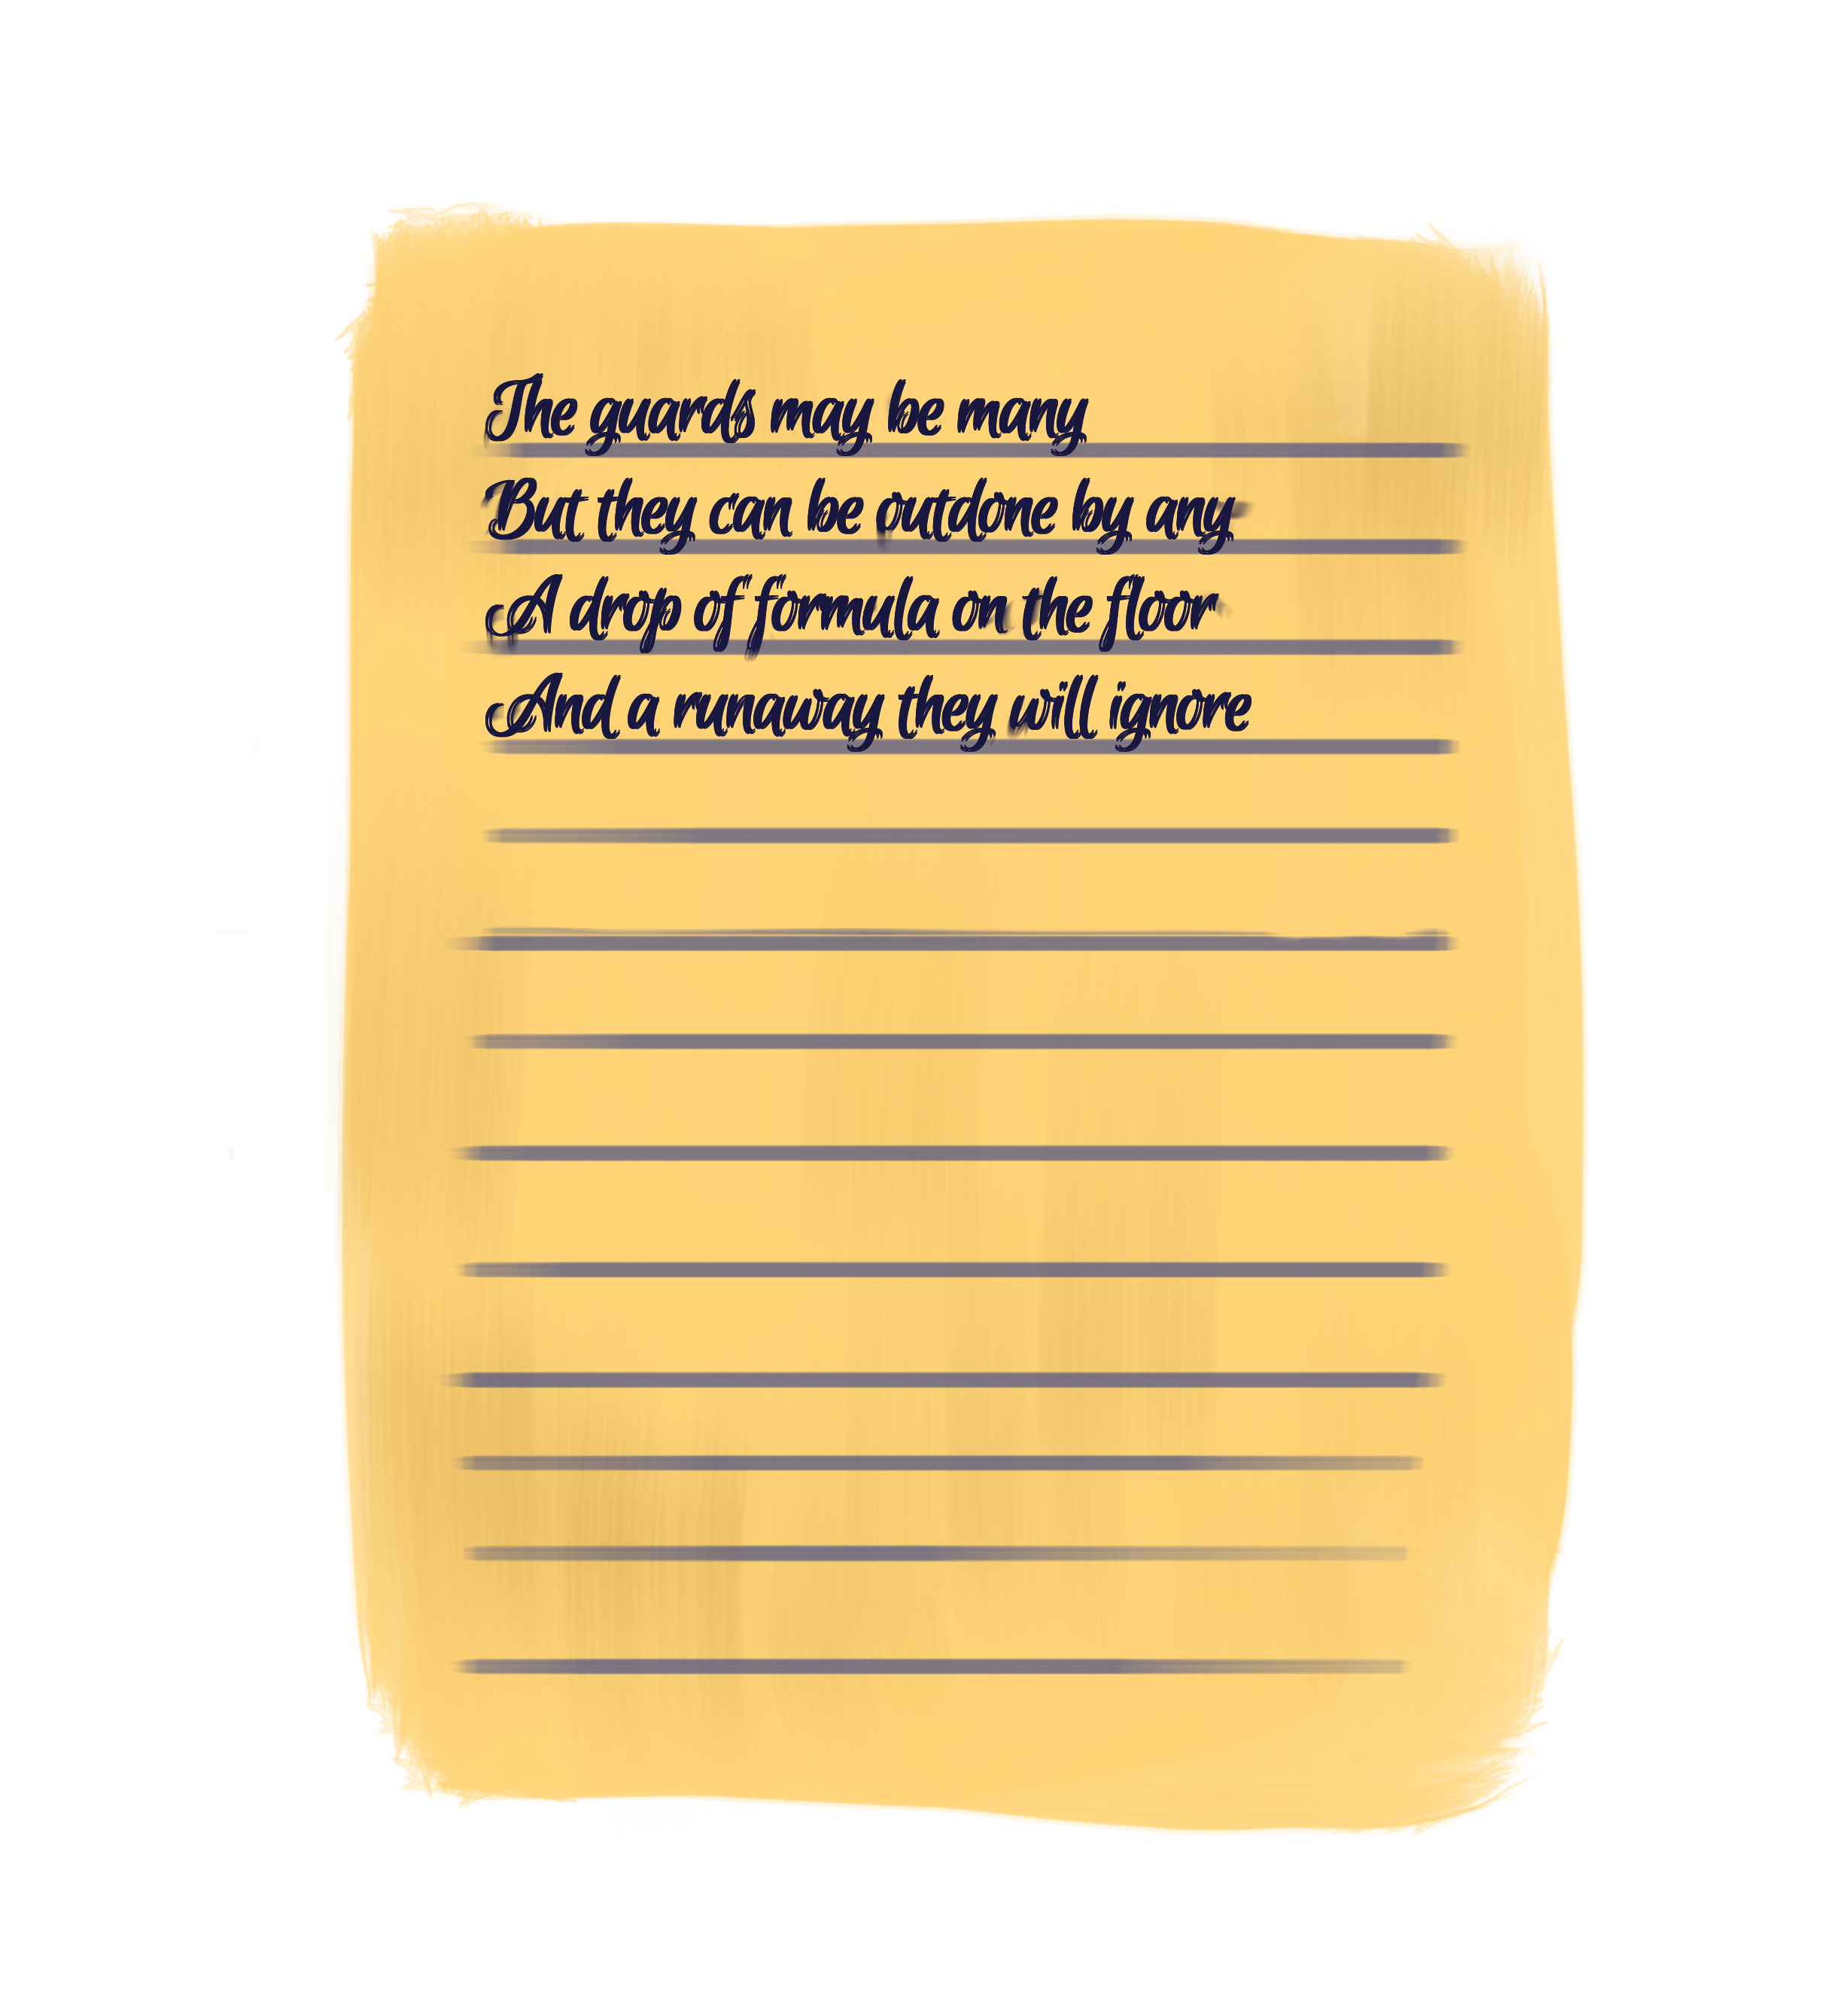 The guards may be many
But they can be outdone by any
A drop of formula on the floor
And a runaway they will ignore